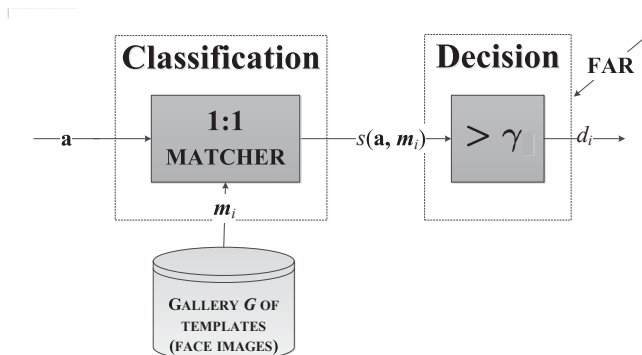 Classification
Decision
FAR
1:1
MATCHER
a
s(a, mᵢ)
> γ
dᵢ
mᵢ
GALLERY G OF
TEMPLATES
(FACE IMAGES)